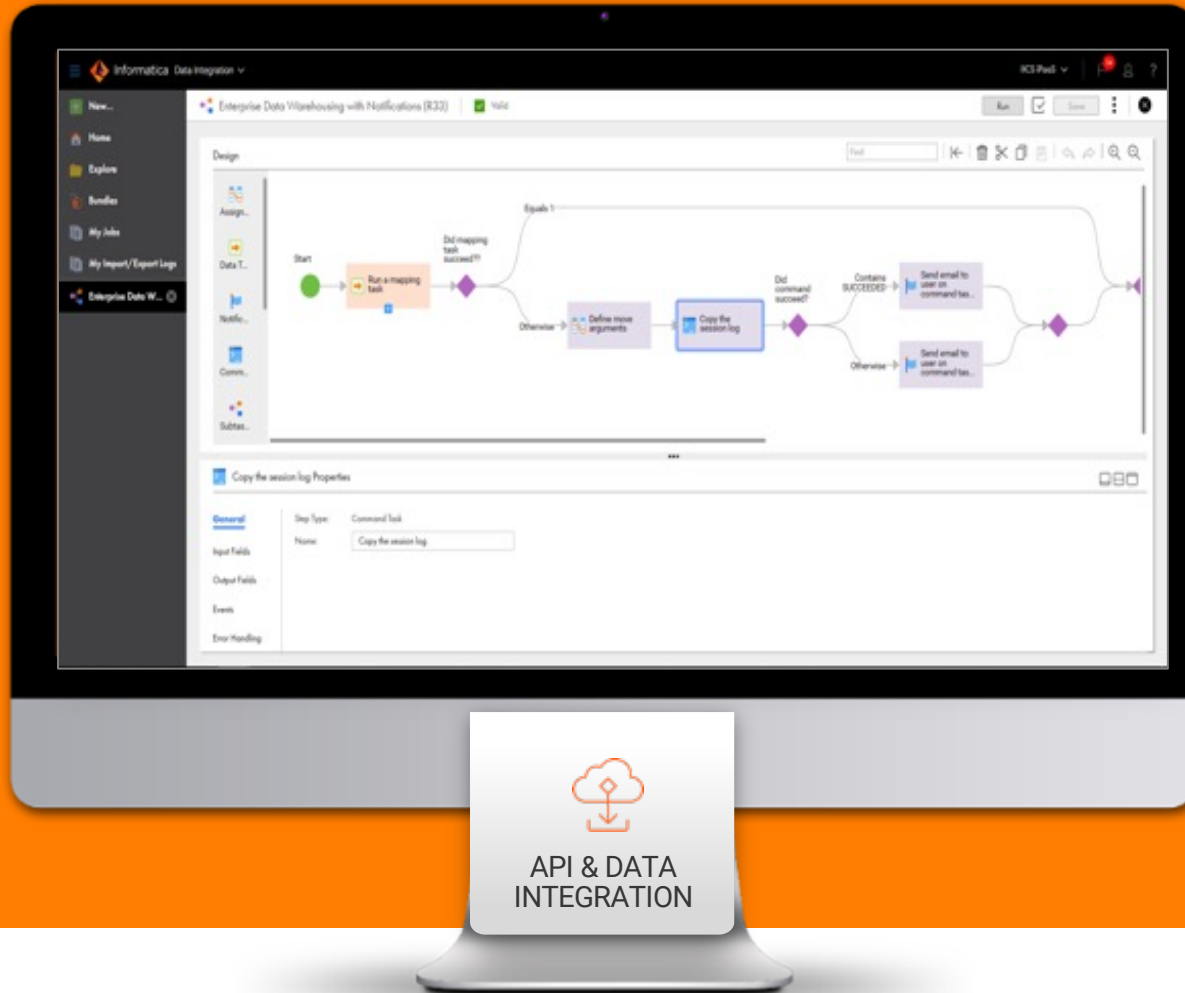 Informatica Data Integration
New...
Home
Explore
Bundles
My Jobs
My Import/Export Logs
Enterprise Data W...
Enterprise Data Warehousing with Notifications (R33)
Valid
Run
Save
Design
Find
Assign...
Data T...
Notific...
Comm...
Subtas...
Start
Run a mapping
task
Did mapping
task
succeed??
Equals 1
Otherwise
Define move
arguments
Copy the
session log
Did
command
succeed?
Contains
SUCCEEDED
Send email to
user on
command tas...
Otherwise
Send email to
user on
command tas...
Copy the session log Properties
General
Input Fields
Output Fields
Events
Error Handling
Step Type: Command Task
Name: Copy the session log
API & DATA
INTEGRATION